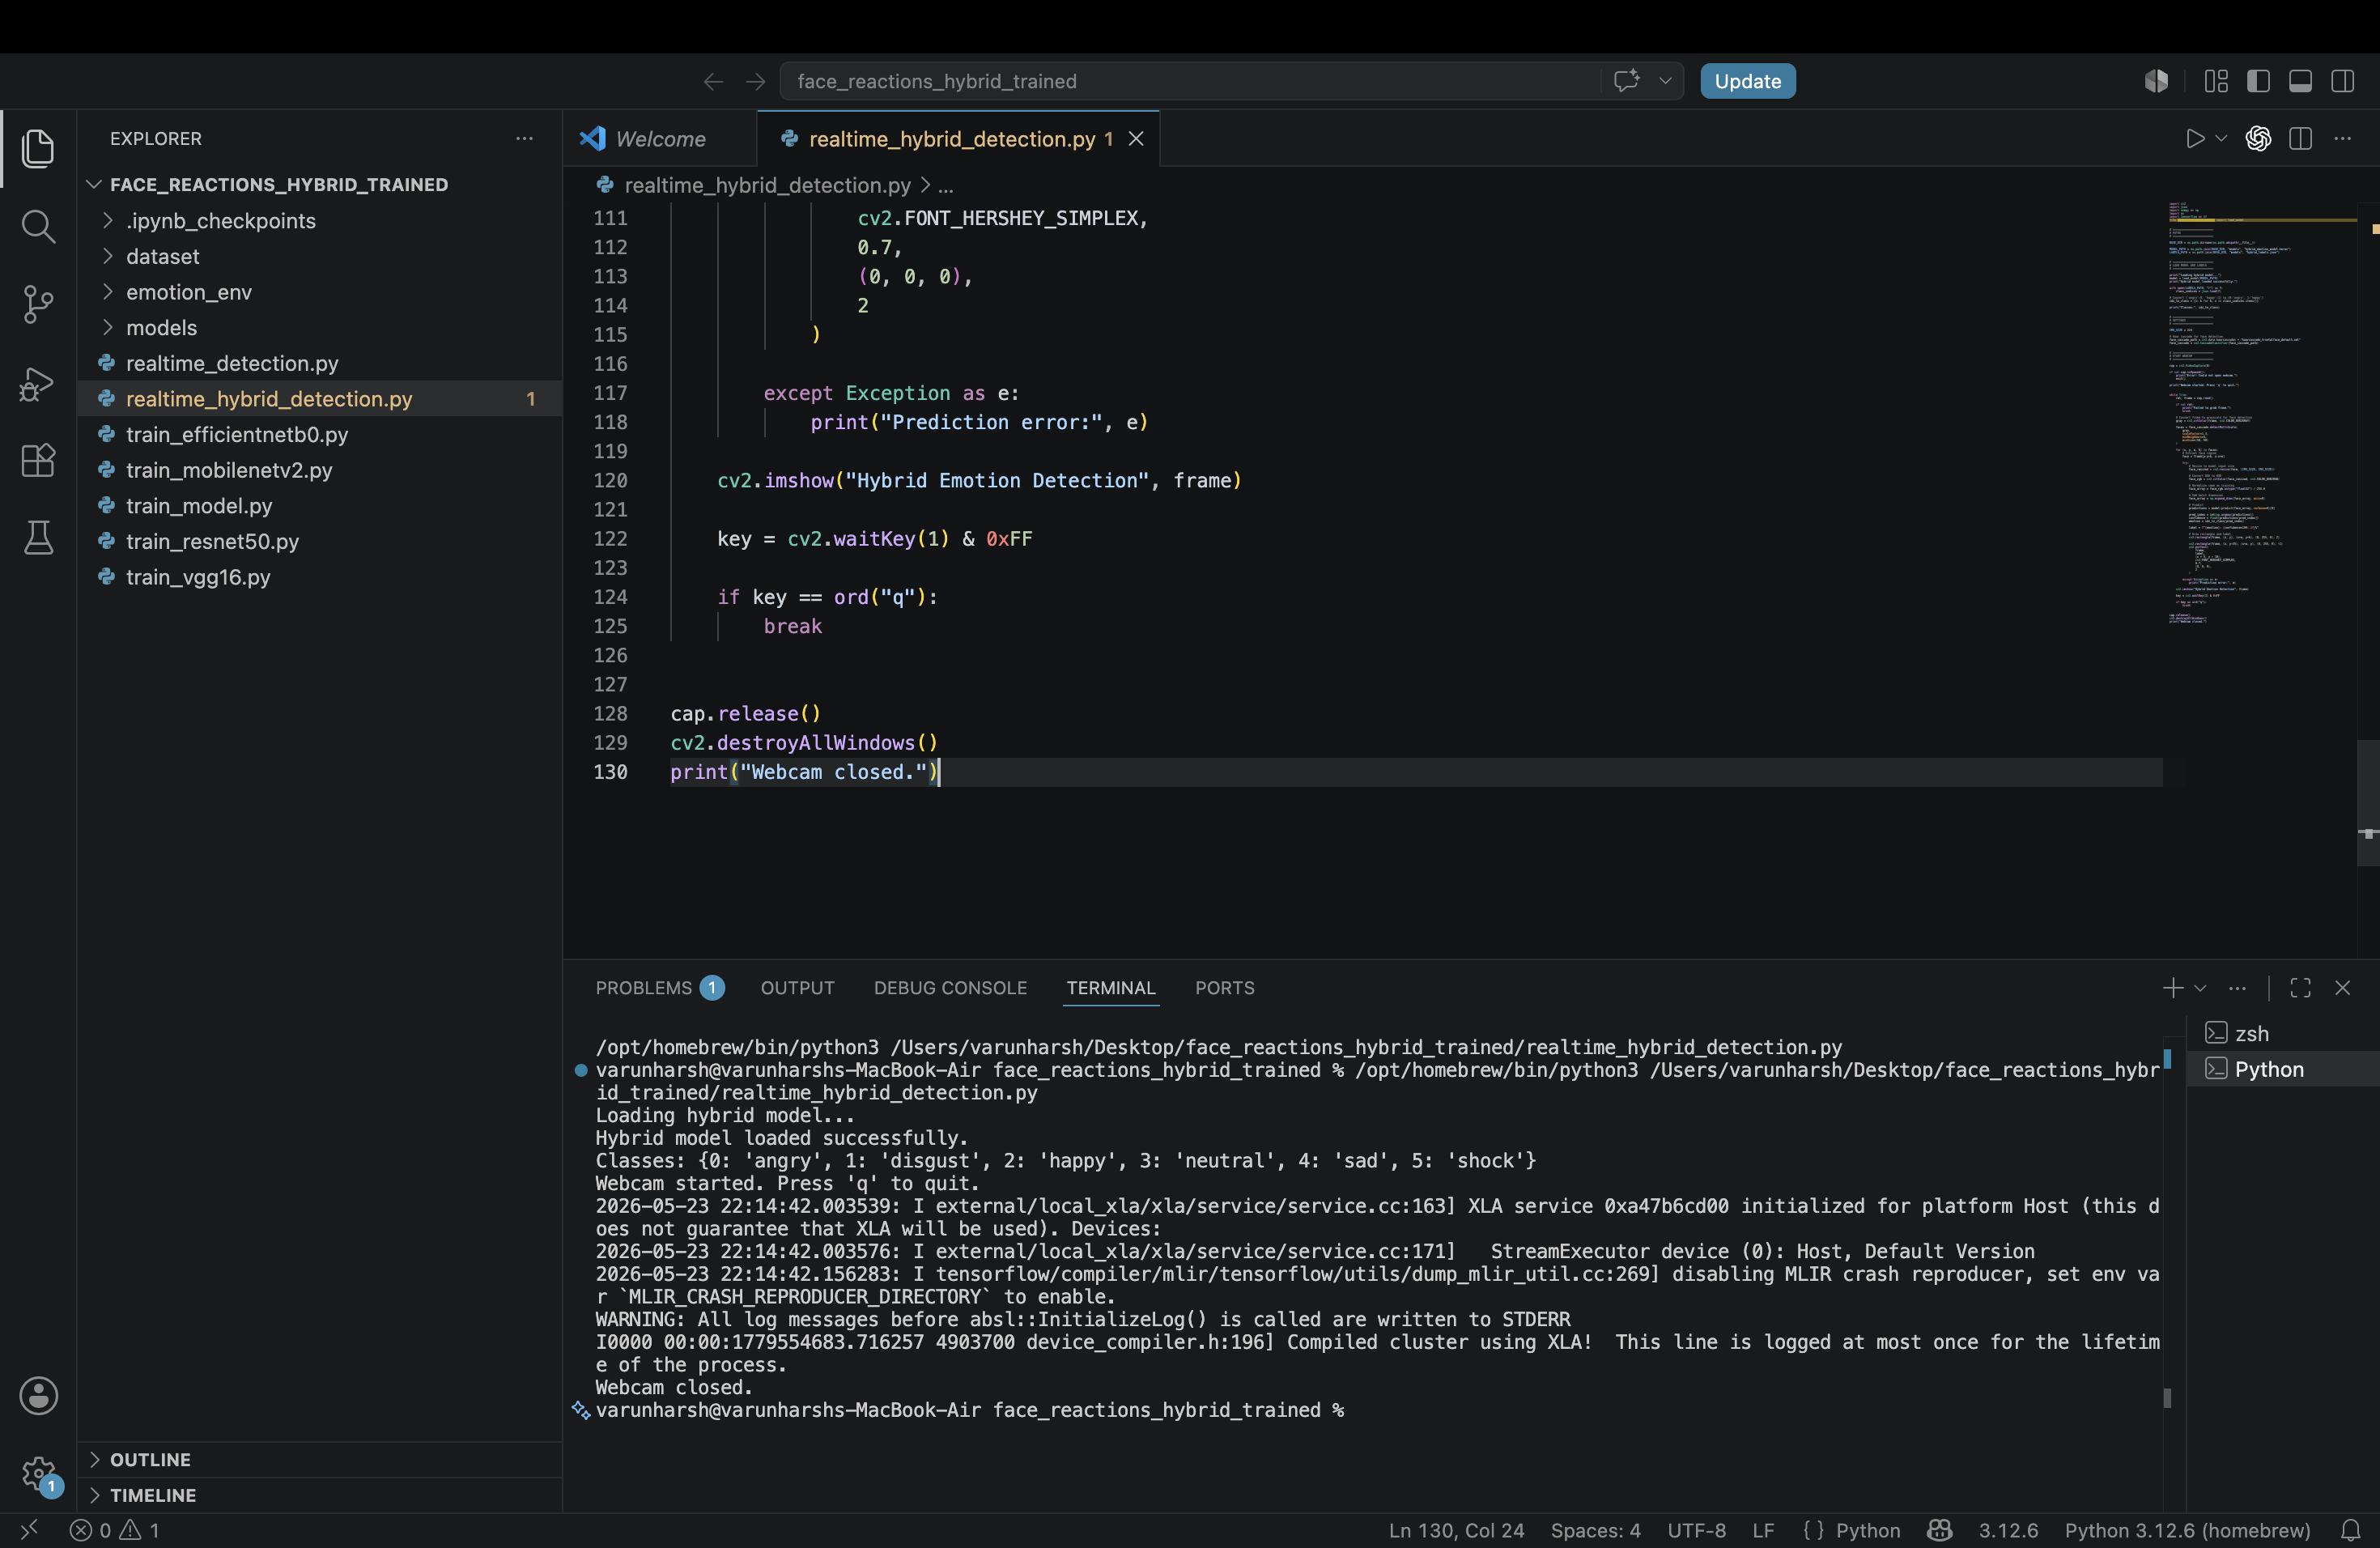 face_reactions_hybrid_trained
Update
EXPLORER
FACE_REACTIONS_HYBRID_TRAINED
.ipynb_checkpoints
dataset
emotion_env
models
realtime_detection.py
realtime_hybrid_detection.py 1
train_efficientnetb0.py
train_mobilenetv2.py
train_model.py
train_resnet50.py
train_vgg16.py
OUTLINE
TIMELINE
Welcome
realtime_hybrid_detection.py 1
realtime_hybrid_detection.py > ...
111 cv2.FONT_HERSHEY_SIMPLEX,
112 0.7,
113 (0, 0, 0),
114 2
115 )
116
117 except Exception as e:
118 print("Prediction error:", e)
119
120 cv2.imshow("Hybrid Emotion Detection", frame)
121
122 key = cv2.waitKey(1) & 0xFF
123
124 if key == ord("q"):
125 break
126
127
128 cap.release()
129 cv2.destroyAllWindows()
130 print("Webcam closed.")
PROBLEMS 1 OUTPUT DEBUG CONSOLE TERMINAL PORTS
/opt/homebrew/bin/python3 /Users/varunharsh/Desktop/face_reactions_hybrid_trained/realtime_hybrid_detection.py
varunharsh@varunharshs-MacBook-Air face_reactions_hybrid_trained % /opt/homebrew/bin/python3 /Users/varunharsh/Desktop/face_reactions_hybr
id_trained/realtime_hybrid_detection.py
Loading hybrid model...
Hybrid model loaded successfully.
Classes: {0: 'angry', 1: 'disgust', 2: 'happy', 3: 'neutral', 4: 'sad', 5: 'shock'}
Webcam started. Press 'q' to quit.
2026-05-23 22:14:42.003539: I external/local_xla/xla/service/service.cc:163] XLA service 0xa47b6cd00 initialized for platform Host (this d
oes not guarantee that XLA will be used). Devices:
2026-05-23 22:14:42.003576: I external/local_xla/xla/service/service.cc:171]   StreamExecutor device (0): Host, Default Version
2026-05-23 22:14:42.156283: I tensorflow/compiler/mlir/tensorflow/utils/dump_mlir_util.cc:269] disabling MLIR crash reproducer, set env va
r `MLIR_CRASH_REPRODUCER_DIRECTORY` to enable.
WARNING: All log messages before absl::InitializeLog() is called are written to STDERR
I0000 00:00:1779554683.716257 4903700 device_compiler.h:196] Compiled cluster using XLA!  This line is logged at most once for the lifetim
e of the process.
Webcam closed.
varunharsh@varunharshs-MacBook-Air face_reactions_hybrid_trained %
zsh
Python
1
0 1
Ln 130, Col 24 Spaces: 4 UTF-8 LF { } Python 3.12.6 Python 3.12.6 (homebrew)